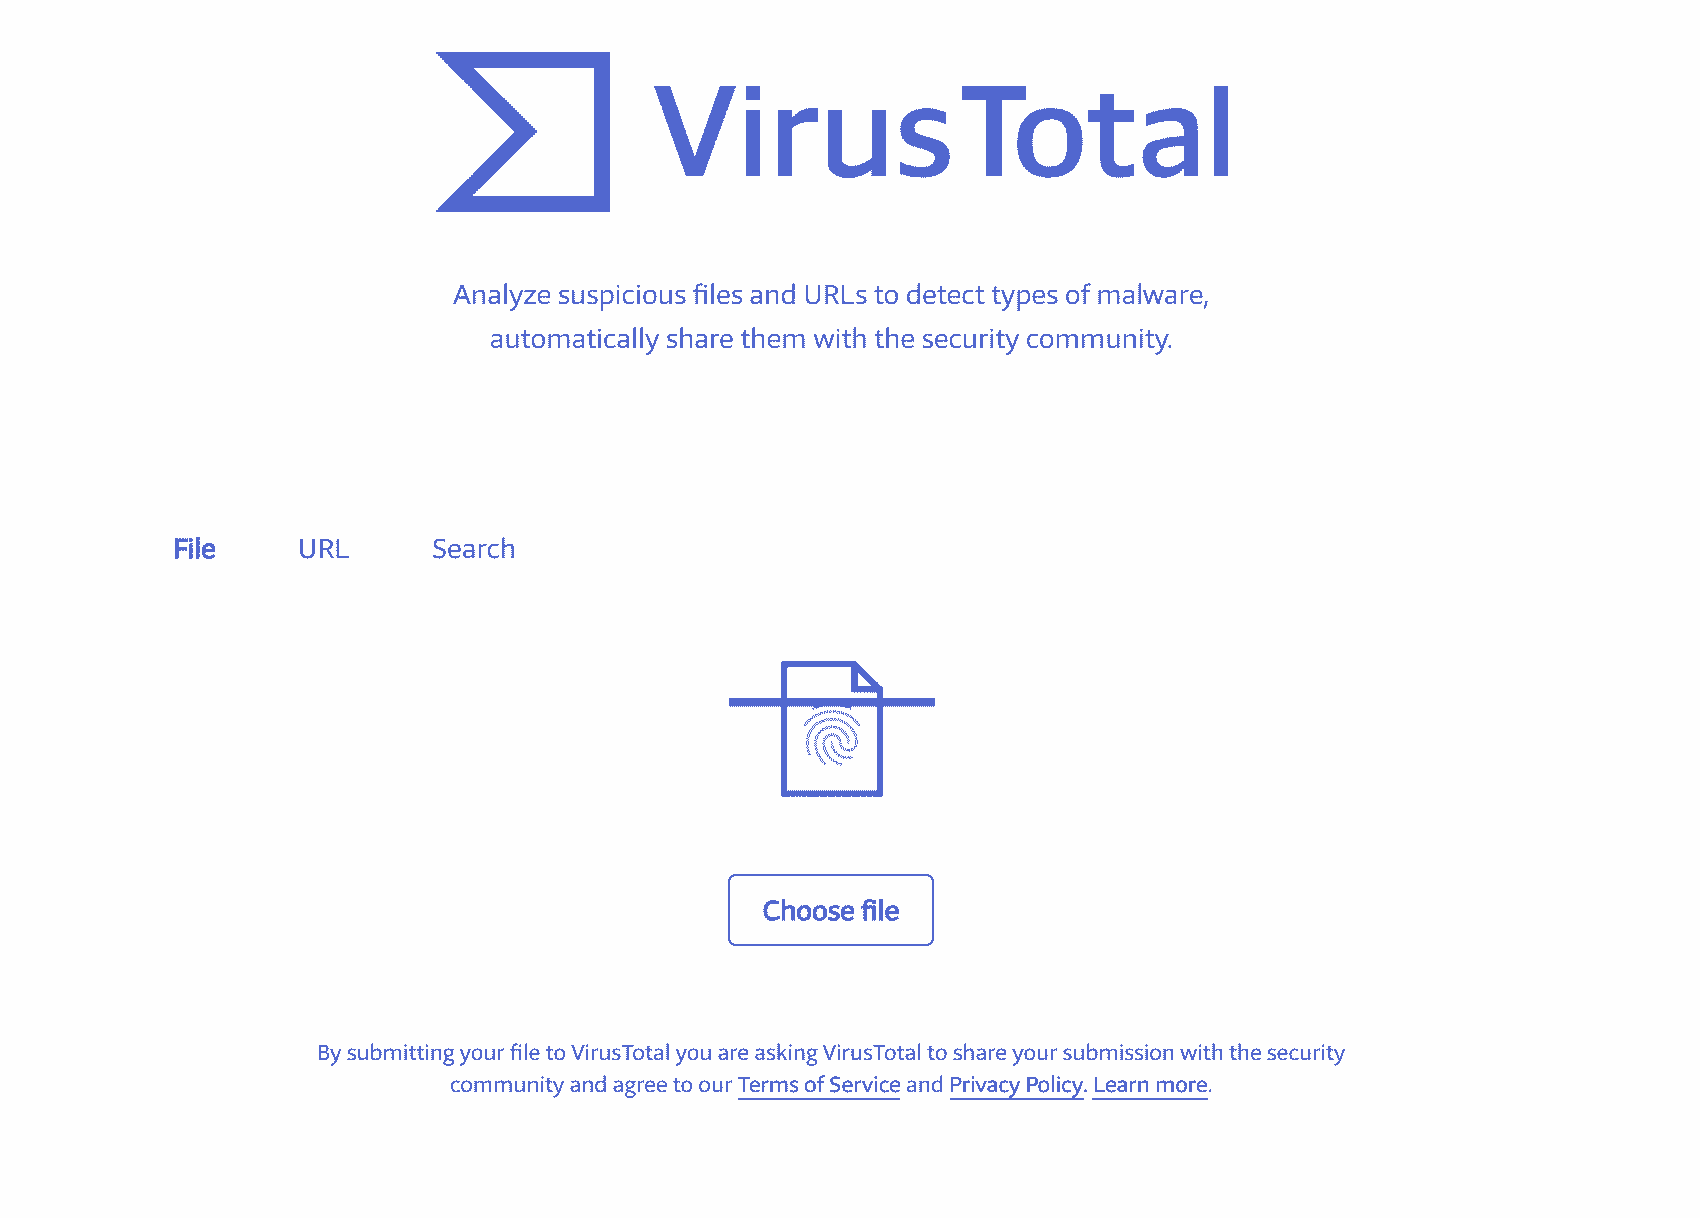 VirusTotal
Analyze suspicious files and URLs to detect types of malware,
automatically share them with the security community.
File URL Search
Choose file
By submitting your file to VirusTotal you are asking VirusTotal to share your submission with the security
community and agree to our Terms of Service and Privacy Policy. Learn more.